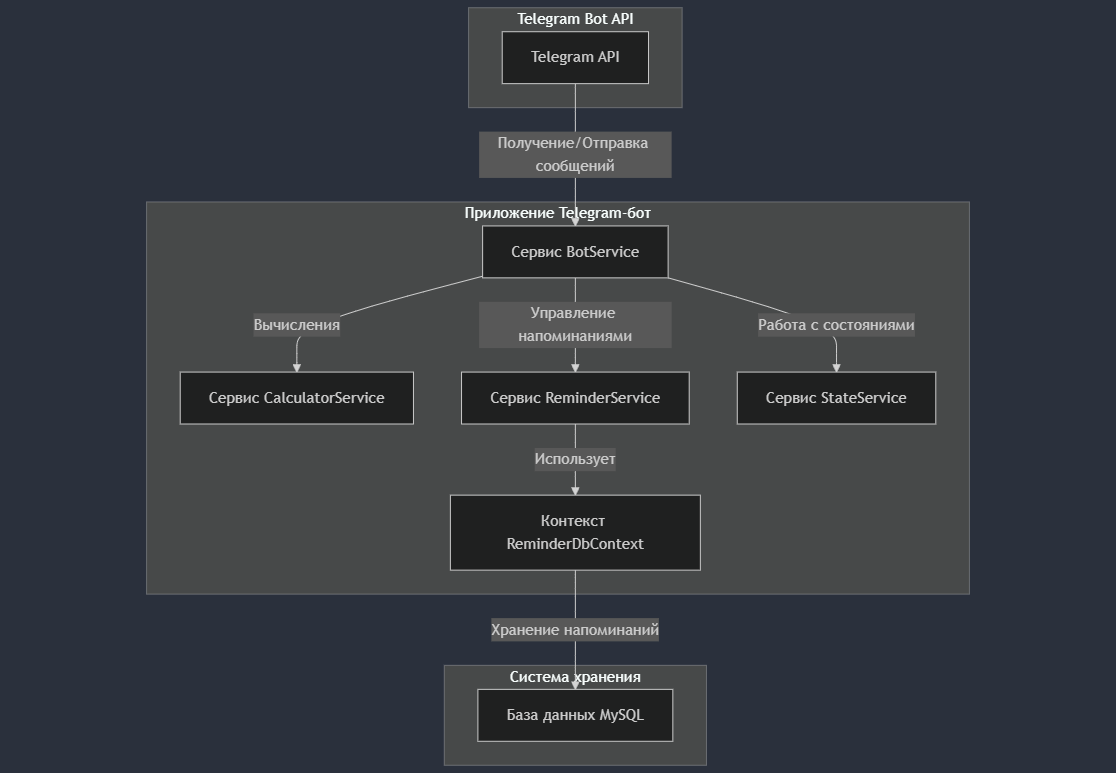 Telegram Bot API
Telegram API
Получение/Отправка
сообщений
Приложение Telegram-бот
Сервис BotService
Вычисления
Управление
напоминаниями
Работа с состояниями
Сервис CalculatorService
Сервис ReminderService
Сервис StateService
Использует
Контекст
ReminderDbContext
Хранение напоминаний
Система хранения
База данных MySQL